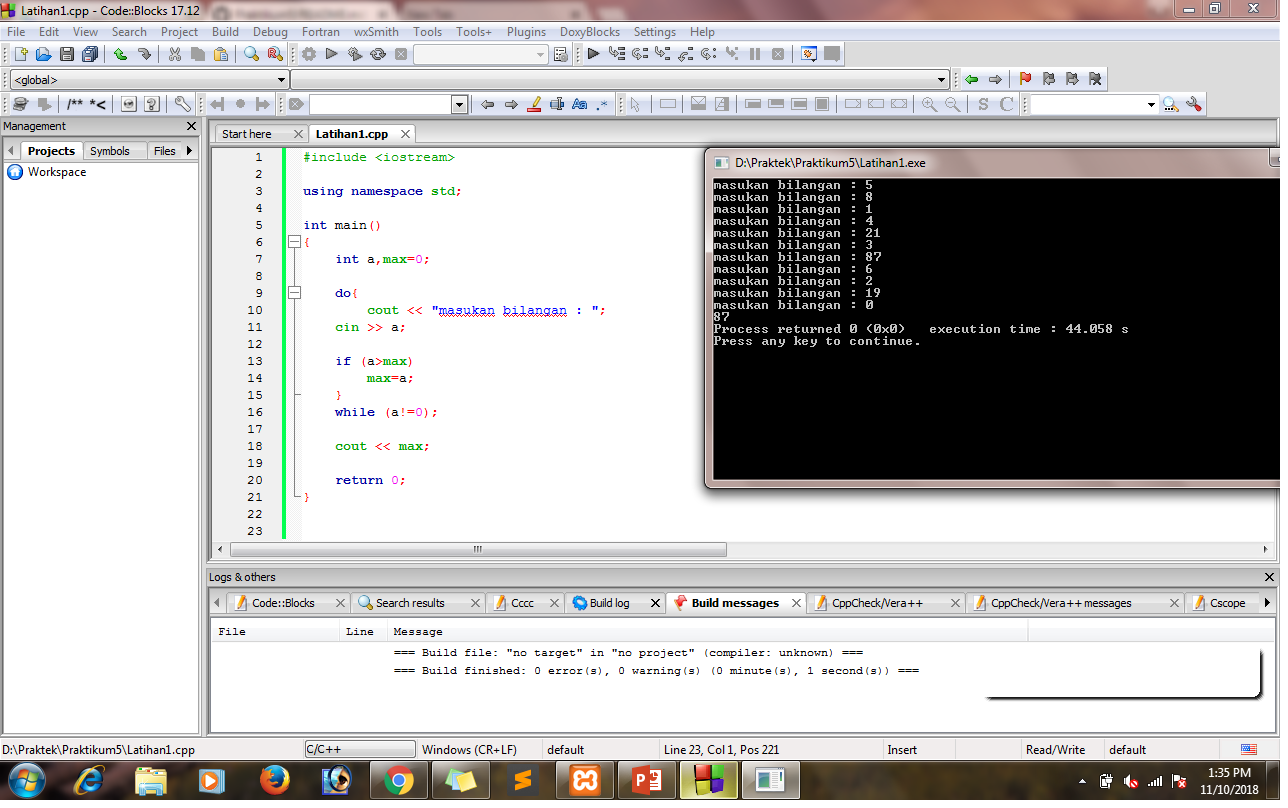 Latihan1.cpp - Code::Blocks 17.12
File Edit View Search Project Build Debug Fortran wxSmith Tools Tools+ Plugins DoxyBlocks Settings Help
<global>
/** *<
Aa .*
S C
Management
Projects Symbols Files
Workspace
Start here Latihan1.cpp
1 #include <iostream>
2
3 using namespace std;
4
5 int main()
6 {
7 int a,max=0;
8
9 do{
10 cout << "masukan bilangan : ";
11 cin >> a;
12
13 if (a>max)
14 max=a;
15 }
16 while (a!=0);
17
18 cout << max;
19
20 return 0;
21 }
22
23
D:\Praktek\Praktikum5\Latihan1.exe
masukan bilangan : 5
masukan bilangan : 8
masukan bilangan : 1
masukan bilangan : 4
masukan bilangan : 21
masukan bilangan : 3
masukan bilangan : 87
masukan bilangan : 6
masukan bilangan : 2
masukan bilangan : 19
masukan bilangan : 0
87
Process returned 0 (0x0) execution time : 44.058 s
Press any key to continue.
Logs & others
Code::Blocks Search results Cccc Build log Build messages CppCheck/Vera++ CppCheck/Vera++ messages Cscope
File Line Message
=== Build file: "no target" in "no project" (compiler: unknown) ===
=== Build finished: 0 error(s), 0 warning(s) (0 minute(s), 1 second(s)) ===
D:\Praktek\Praktikum5\Latihan1.cpp C/C++ Windows (CR+LF) default Line 23, Col 1, Pos 221 Insert Read/Write default
1:35 PM
11/10/2018